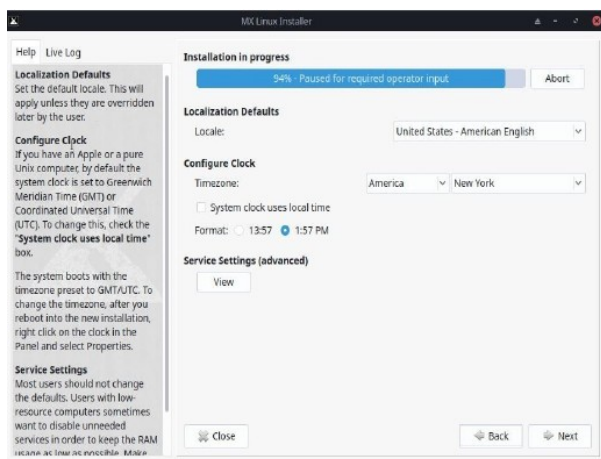 MX Linux Installer
Help Live Log
Localization Defaults
Set the default locale. This will
apply unless they are overridden
later by the user.
Configure Clock
If you have an Apple or a pure
Unix computer, by default the
system clock is set to Greenwich
Meridian Time (GMT) or
Coordinated Universal Time
(UTC). To change this, check the
"System clock uses local time"
box.
The system boots with the
timezone preset to GMT/UTC. To
change the timezone, after you
reboot into the new installation,
right click on the clock in the
Panel and select Properties.
Service Settings
Most users should not change
the defaults. Users with low-
resource computers sometimes
want to disable unneeded
services in order to keep the RAM
usage as low as possible. Make
Installation in progress
94% - Paused for required operator input
Abort
Localization Defaults
Locale: United States - American English
Configure Clock
Timezone: America New York
System clock uses local time
Format: 13:57 1:57 PM
Service Settings (advanced)
View
Close Back Next